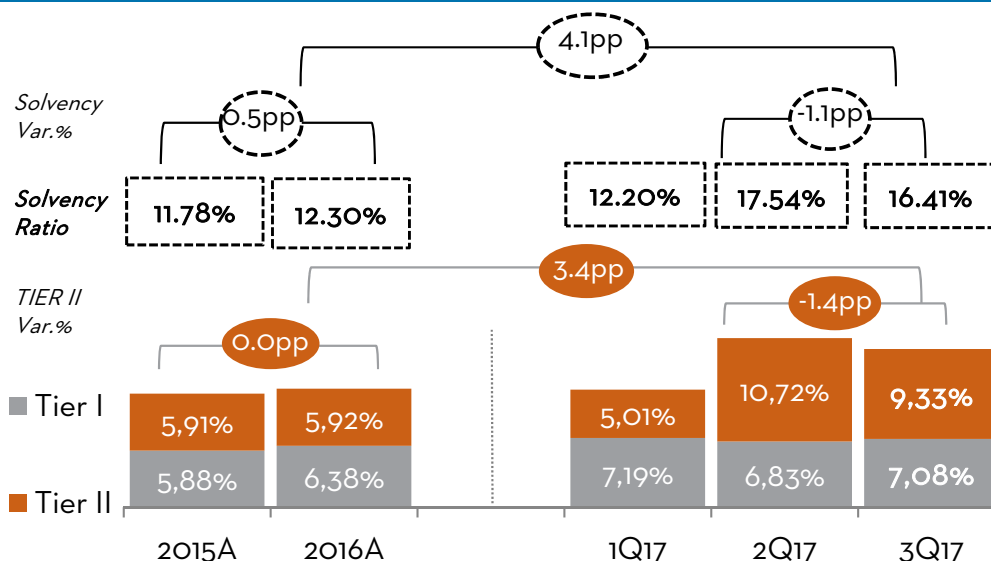 4.1pp
Solvency
Var.%
0.5pp
-1.1pp
Solvency
Ratio
11.78%
12.30%
12.20%
17.54%
16.41%
3.4pp
TIER II
Var.%
-1.4pp
0.0pp
Tier I
5,91%
5,92%
5,01%
10,72%
9,33%
5,88%
6,38%
7,19%
6,83%
7,08%
Tier II
2015A
2016A
1Q17
2Q17
3Q17